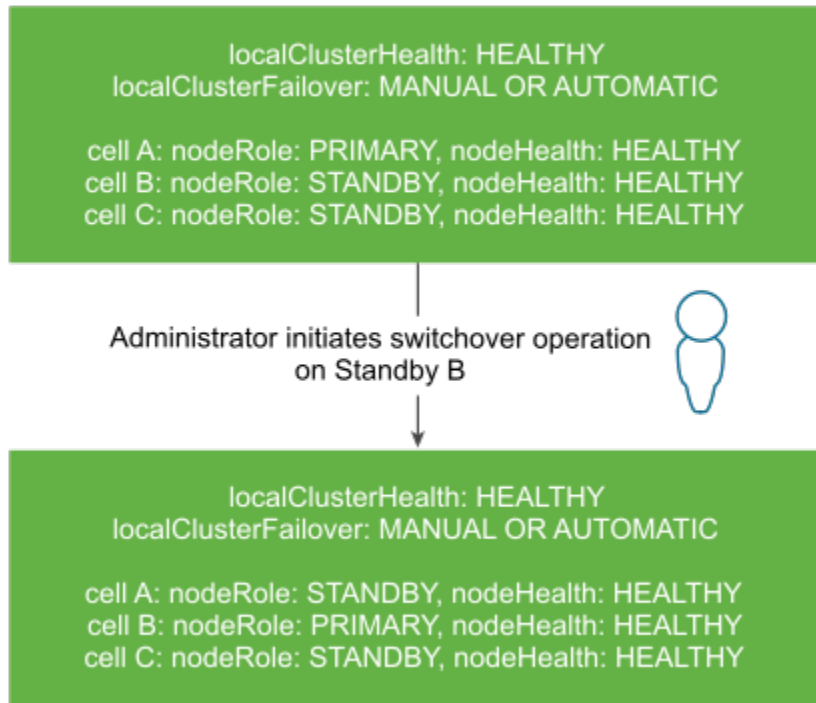 localClusterHealth: HEALTHY
localClusterFailover: MANUAL OR AUTOMATIC
cell A: nodeRole: PRIMARY, nodeHealth: HEALTHY
cell B: nodeRole: STANDBY, nodeHealth: HEALTHY
cell C: nodeRole: STANDBY, nodeHealth: HEALTHY
Administrator initiates switchover operation
on Standby B
localClusterHealth: HEALTHY
localClusterFailover: MANUAL OR AUTOMATIC
cell A: nodeRole: STANDBY, nodeHealth: HEALTHY
cell B: nodeRole: PRIMARY, nodeHealth: HEALTHY
cell C: nodeRole: STANDBY, nodeHealth: HEALTHY